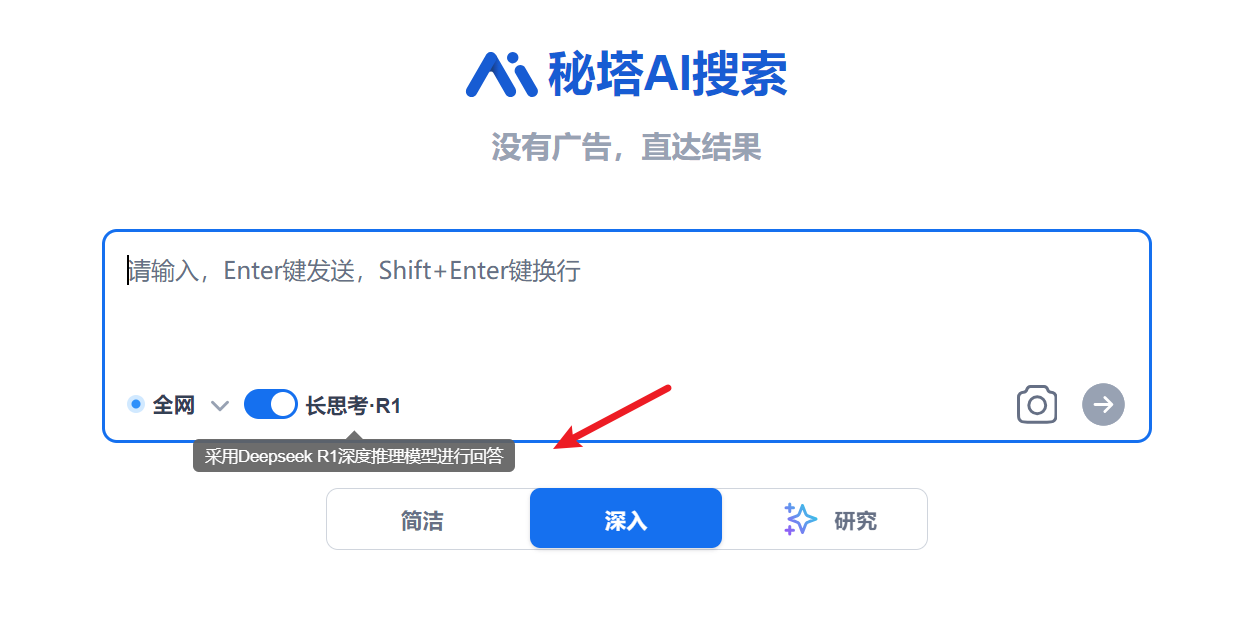 秘塔AI搜索
没有广告，直达结果
请输入，Enter键发送，Shift+Enter键换行
全网 长思考·R1
采用Deepseek R1深度推理模型进行回答
简洁 深入 研究